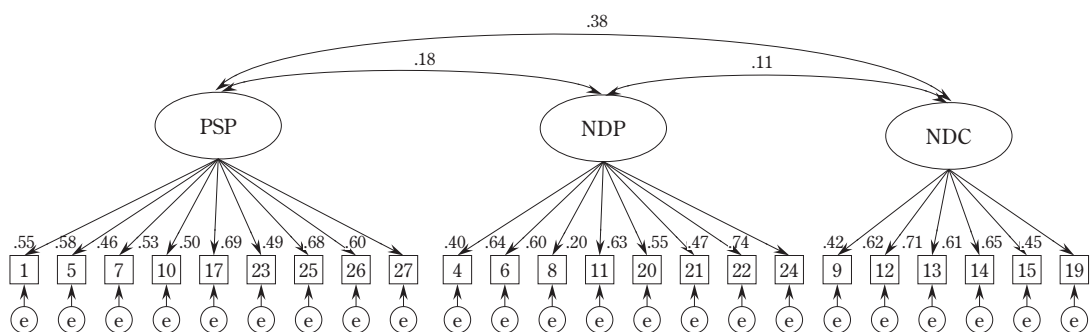 .38
.18 .11
PSP NDP NDC
.55 .58 .46 .53 .50 .69 .49 .68 .60 .40 .64 .60 .20 .63 .55 .47 .74 .42 .62 .71 .61 .65 .45
1 5 7 10 17 23 25 26 27 4 6 8 11 20 21 22 24 9 12 13 14 15 19
e e e e e e e e e e e e e e e e e e e e e e e